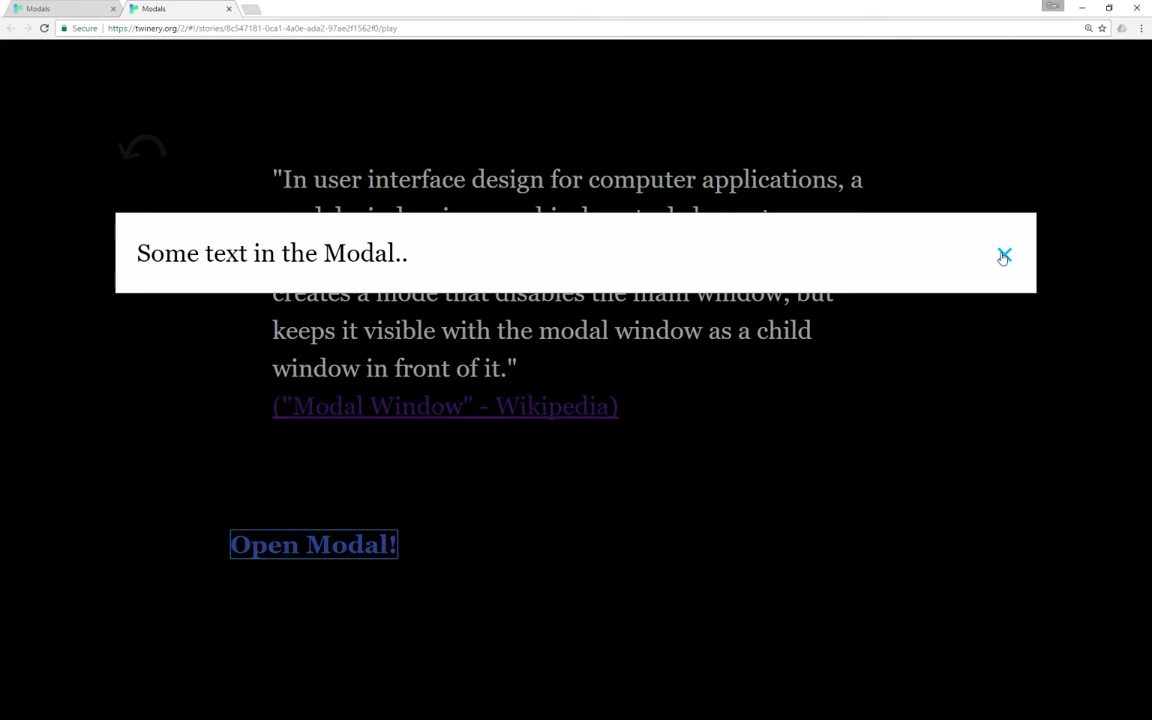 Modals
Modals
Secure
https://twinery.org/2/#!/stories/8c547181-0ca1-4a0e-ada2-97ae2f1562f0/play
"In user interface design for computer applications, a
Some text in the Modal..
creates a mode that disables the main window, but
keeps it visible with the modal window as a child
window in front of it."
("Modal Window" - Wikipedia)
Open Modal!